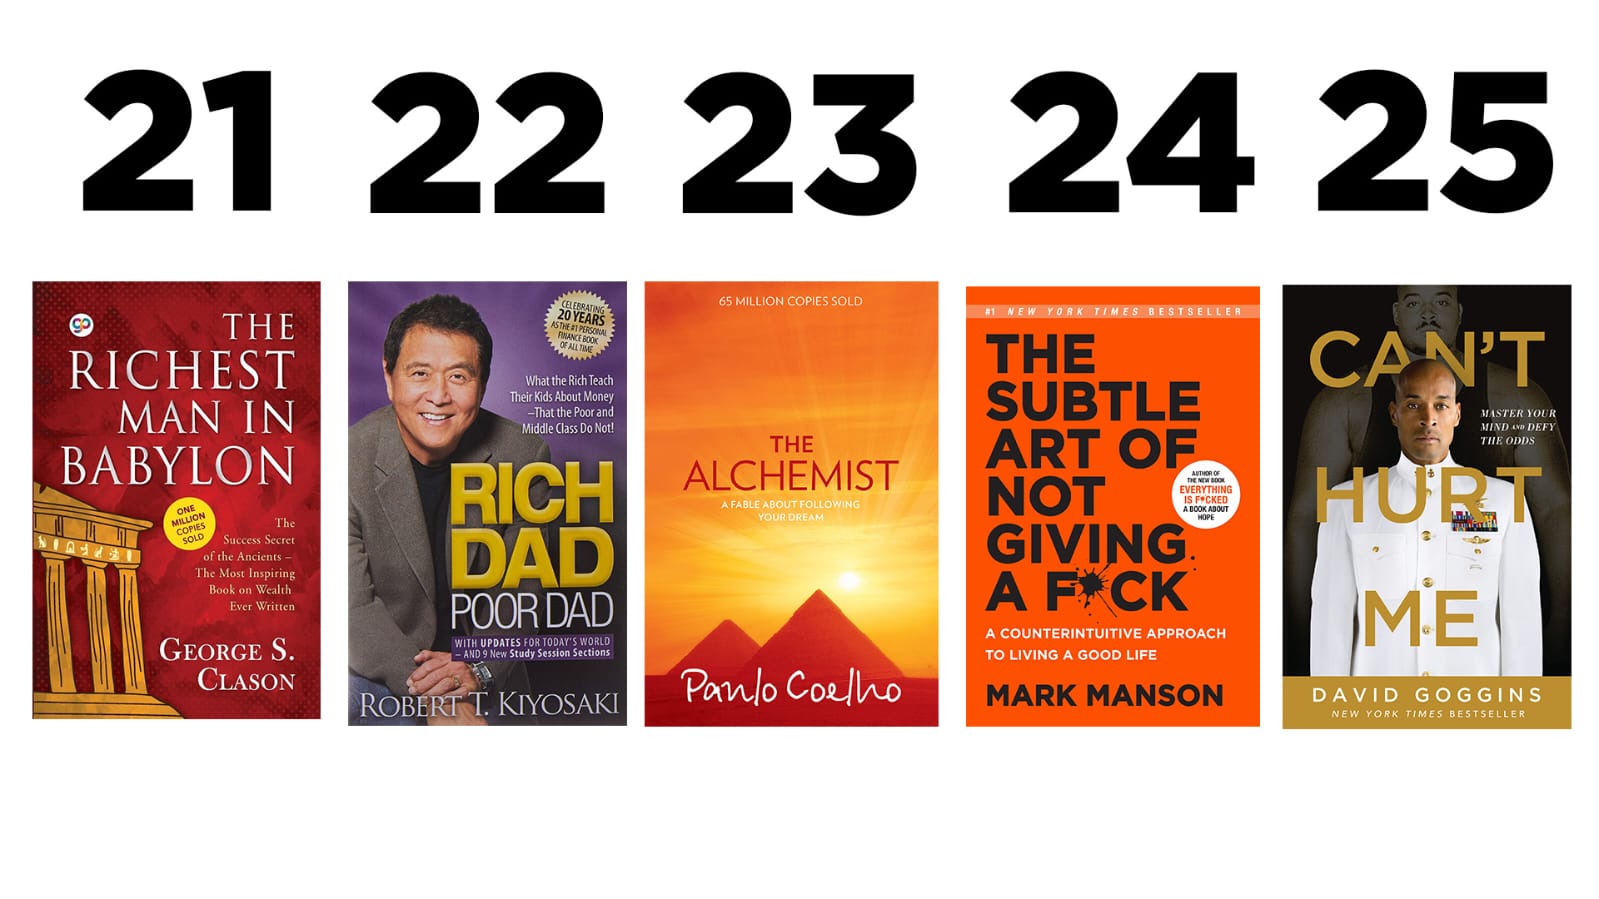 21 22 23 24 25
THE
RICHEST
MAN IN
BABYLON
ONE
MILLION
COPIES
SOLD
The
Success Secret
of the Ancients –
The Most Inspiring
Book on Wealth
Ever Written
GEORGE S.
CLASON
CELEBRATING
20 YEARS
AS THE #1 PERSONAL
FINANCE BOOK
OF ALL TIME
What the Rich Teach
Their Kids About Money
–That the Poor and
Middle Class Do Not!
RICH
DAD
POOR DAD
WITH UPDATES FOR TODAY'S WORLD
– AND 9 New Study Session Sections
ROBERT T. KIYOSAKI
65 MILLION COPIES SOLD
THE
ALCHEMIST
A FABLE ABOUT FOLLOWING
YOUR DREAM
Paulo Coelho
#1 NEW YORK TIMES BESTSELLER
THE
SUBTLE
ART OF
NOT
GIVING
A F*CK
AUTHOR OF
THE NEW BOOK
EVERYTHING
IS F*CKED
A BOOK ABOUT
HOPE
A COUNTERINTUITIVE APPROACH
TO LIVING A GOOD LIFE
MARK MANSON
CAN'T
HURT
ME
MASTER YOUR
MIND AND DEFY
THE ODDS
DAVID GOGGINS
NEW YORK TIMES BESTSELLER